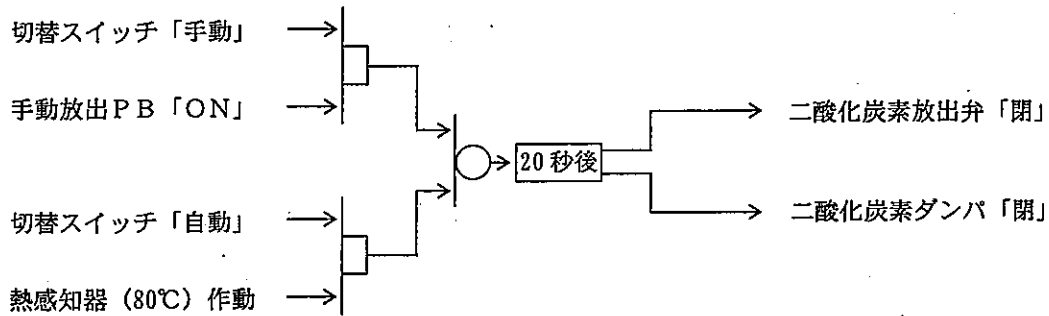 切替スイッチ「手動」
手動放出PB「ON」
二酸化炭素放出弁「閉」
20秒後
切替スイッチ「自動」
二酸化炭素ダンパ「閉」
熱感知器(80℃)作動